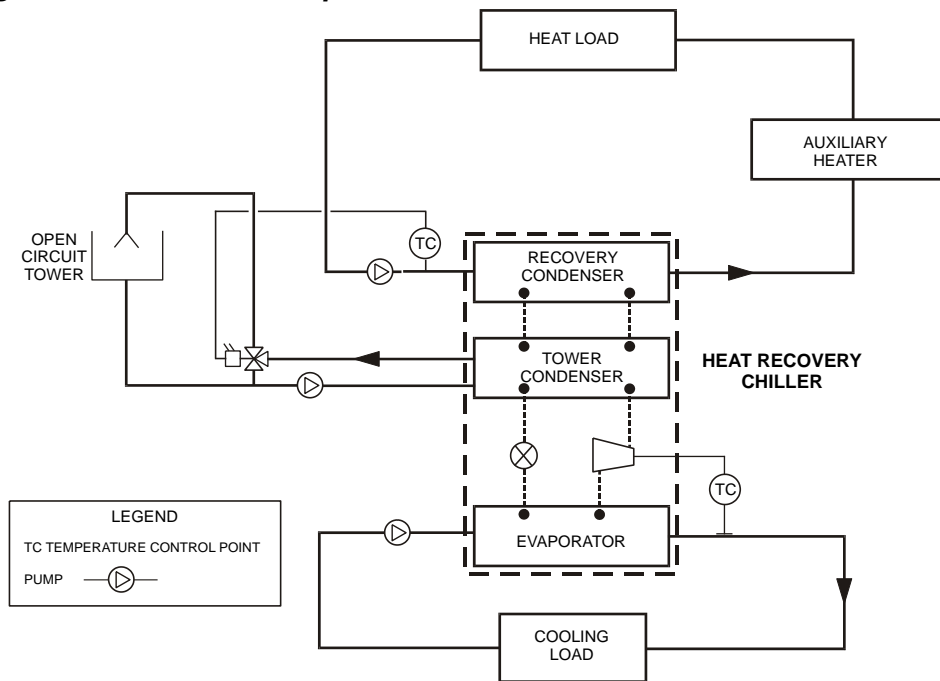 HEAT LOAD
AUXILIARY
HEATER
OPEN
CIRCUIT
TOWER
TC
RECOVERY
CONDENSER
TOWER
CONDENSER
HEAT RECOVERY
CHILLER
TC
EVAPORATOR
COOLING
LOAD
LEGEND
TC TEMPERATURE CONTROL POINT
PUMP